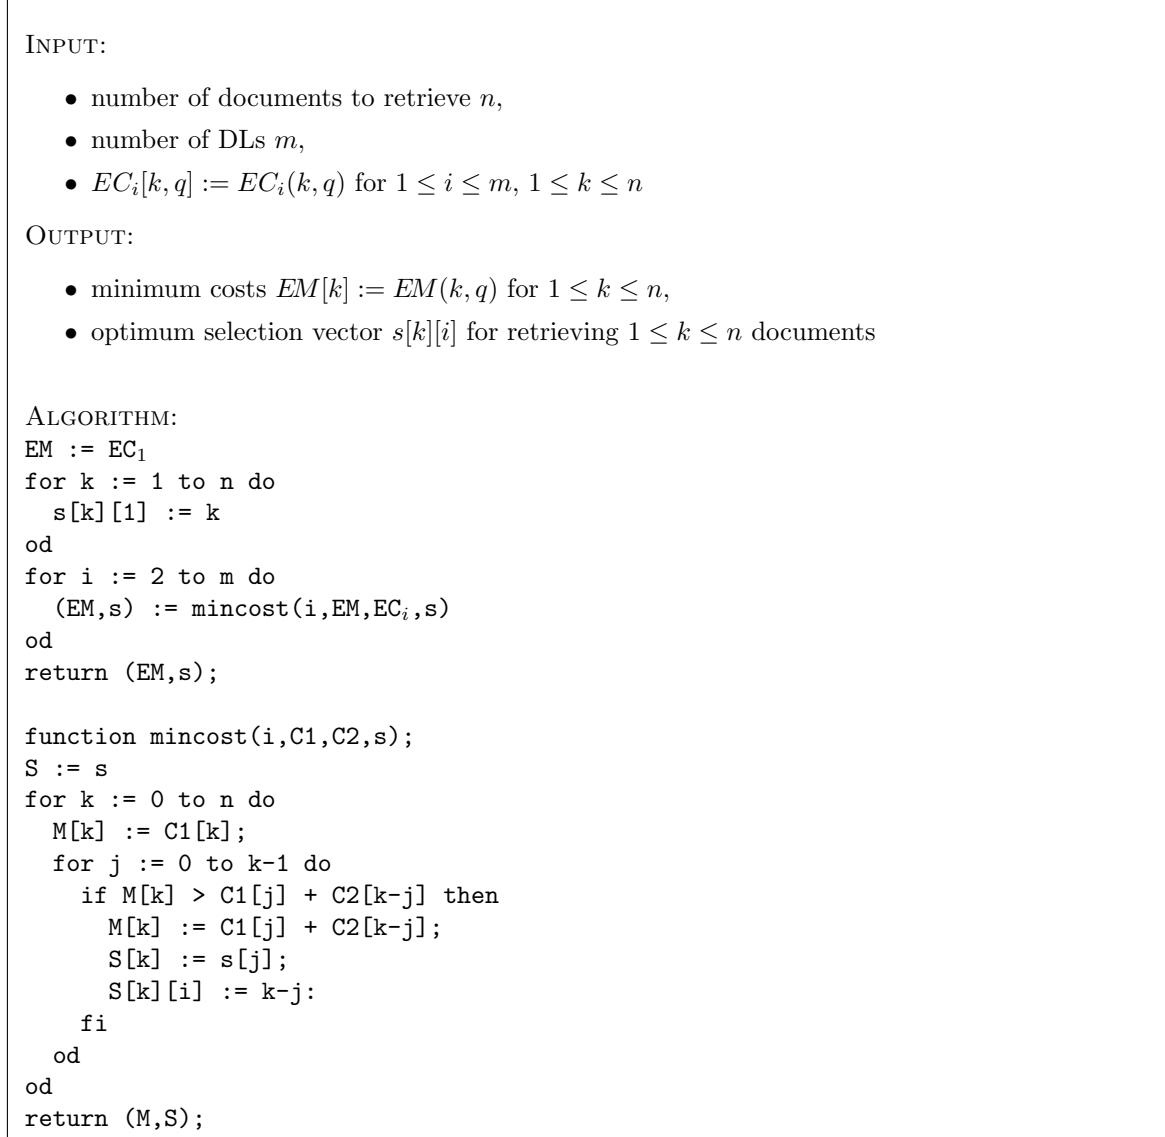 INPUT:
• number of documents to retrieve n,
• number of DLs m,
• EC_i[k, q] := EC_i(k, q) for 1 ≤ i ≤ m, 1 ≤ k ≤ n
OUTPUT:
• minimum costs EM[k] := EM(k, q) for 1 ≤ k ≤ n,
• optimum selection vector s[k][i] for retrieving 1 ≤ k ≤ n documents
ALGORITHM:
EM := EC₁
for k := 1 to n do
  s[k][1] := k
od
for i := 2 to m do
  (EM,s) := mincost(i,EM,EC_i,s)
od
return (EM,s);
function mincost(i,C1,C2,s);
S := s
for k := 0 to n do
  M[k] := C1[k];
  for j := 0 to k-1 do
    if M[k] > C1[j] + C2[k-j] then
      M[k] := C1[j] + C2[k-j];
      S[k] := s[j];
      S[k][i] := k-j:
    fi
  od
od
return (M,S);